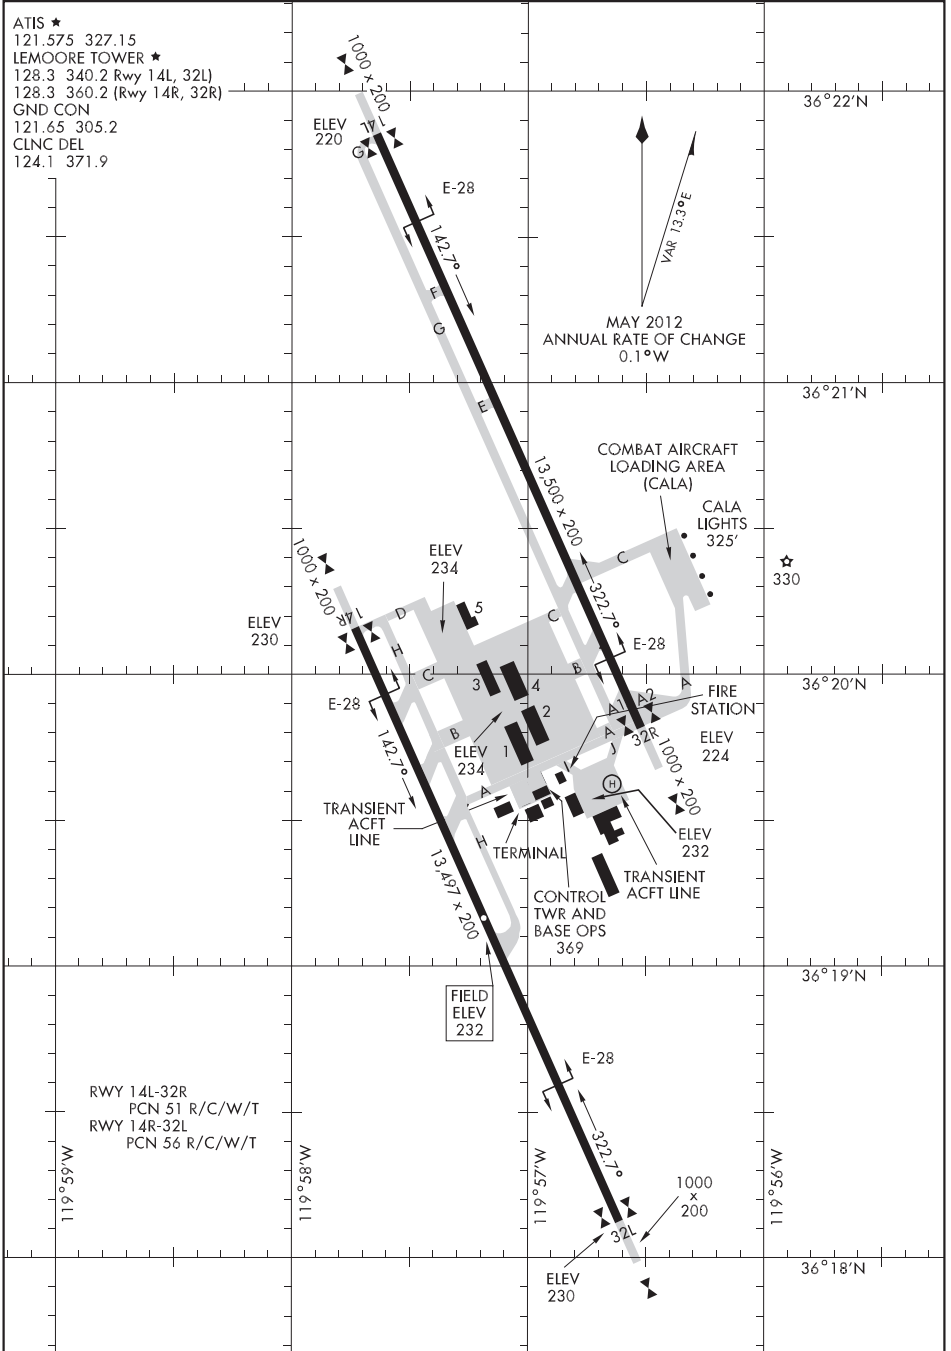 ATIS ★
121.575 327.15
LEMOORE TOWER ★
128.3 340.2 Rwy 14L, 32L)
128.3 360.2 (Rwy 14R, 32R)
GND CON
121.65 305.2
CLNC DEL
124.1 371.9
1000 x 200
36°22'N
ELEV
220
14L
G
E-28
142.7°
VAR 13.3°E
F
G
MAY 2012
ANNUAL RATE OF CHANGE
0.1°W
36°21'N
E
COMBAT AIRCRAFT
LOADING AREA
(CALA)
13,500 x 200
CALA
LIGHTS
325'
C
330
1000 x 200
ELEV
234
322.7°
ELEV
230
14R
D
5
C
H
E-28
C
B
36°20'N
3
4
A
E-28
FIRE
STATION
A1
A2
2
B
ELEV
234
1
A
J
32R
ELEV
224
142.7°
1000 x 200
H
A
TRANSIENT
ACFT
LINE
H
TERMINAL
ELEV
232
13,497 x 200
TRANSIENT
ACFT LINE
CONTROL
TWR AND
BASE OPS
369
36°19'N
FIELD
ELEV
232
E-28
RWY 14L-32R
PCN 51 R/C/W/T
RWY 14R-32L
PCN 56 R/C/W/T
322.7°
119°59'W
119°58'W
119°57'W
119°56'W
1000
x
200
32L
36°18'N
ELEV
230